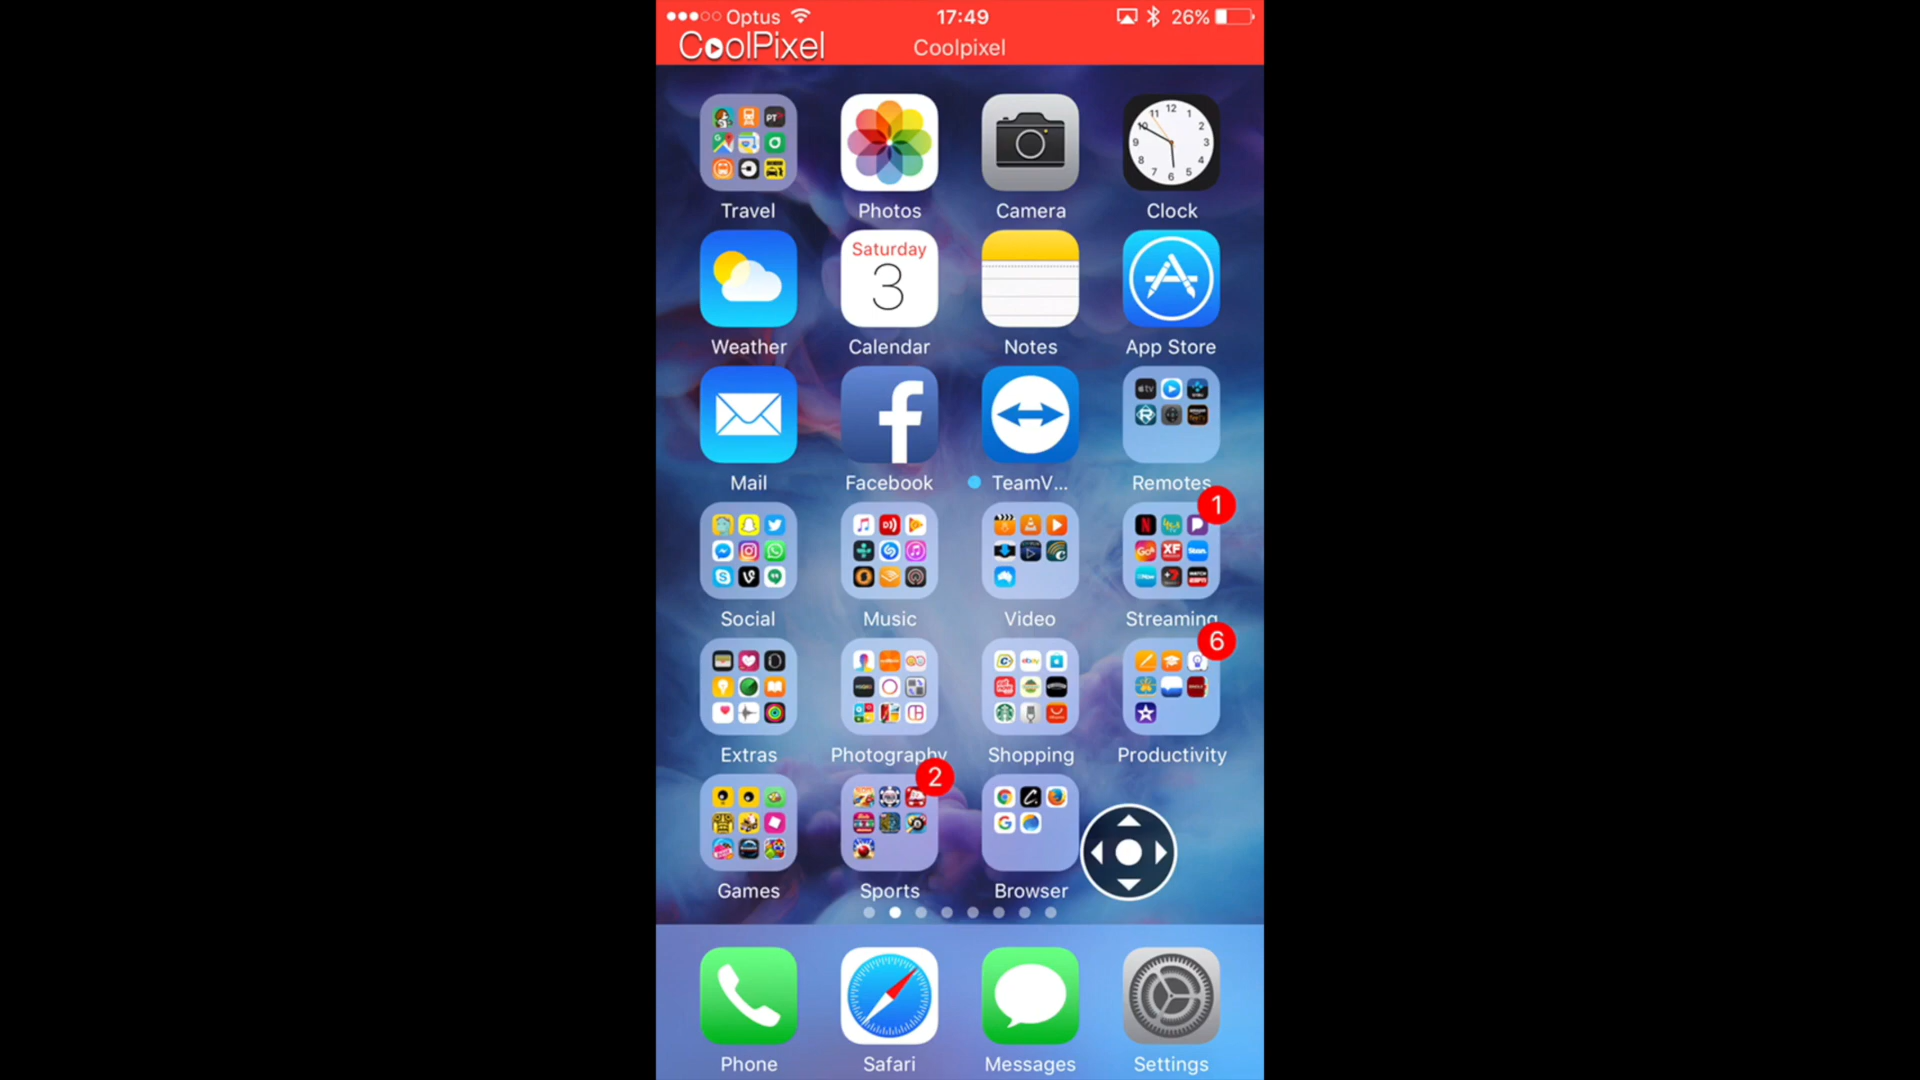 Optus 17:49 26%
CoolPixel Coolpixel
Travel Photos Camera Clock
Saturday
3
Weather Calendar Notes App Store
Mail Facebook TeamV... Remotes
1
Social Music Video Streaming
6
Extras Photography Shopping Productivity
2
Games Sports Browser
Phone Safari Messages Settings